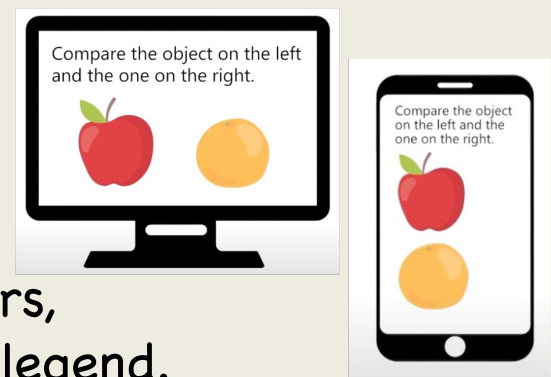 Compare the object on the left
and the one on the right.
Compare the object
on the left and the
one on the right.
legend.